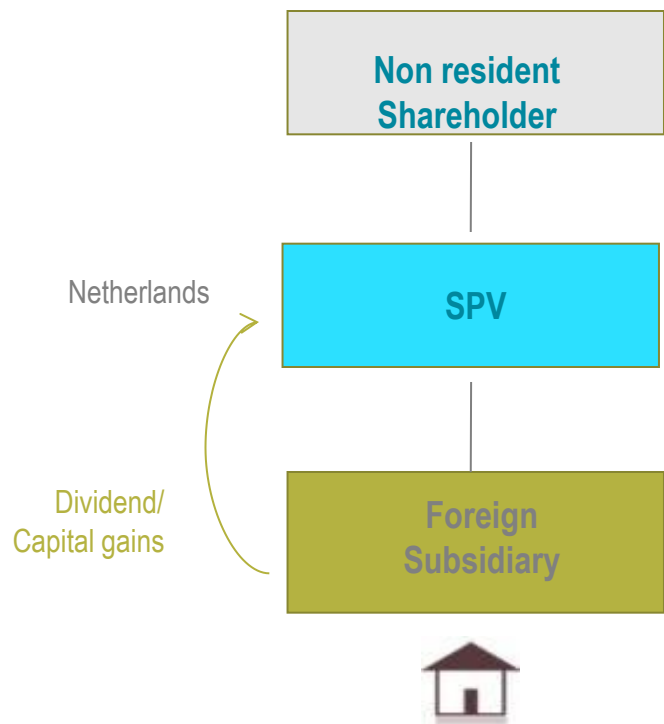 Non resident
Shareholder
Netherlands
SPV
Dividend/
Capital gains
Foreign
Subsidiary